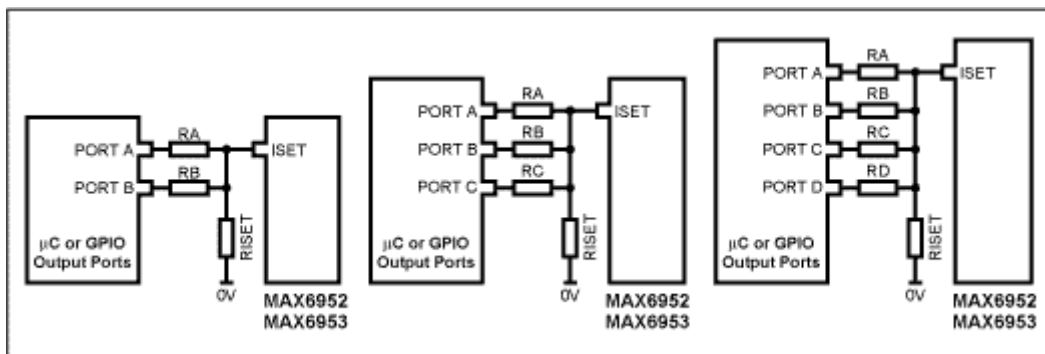 PORT A
RA
ISET
PORT B
RB
RISET
µC or GPIO
Output Ports
0V
MAX6952
MAX6953
PORT A
RA
ISET
PORT B
RB
PORT C
RC
RISET
µC or GPIO
Output Ports
0V
MAX6952
MAX6953
PORT A
RA
ISET
PORT B
RB
PORT C
RC
PORT D
RD
RISET
µC or GPIO
Output Ports
0V
MAX6952
MAX6953